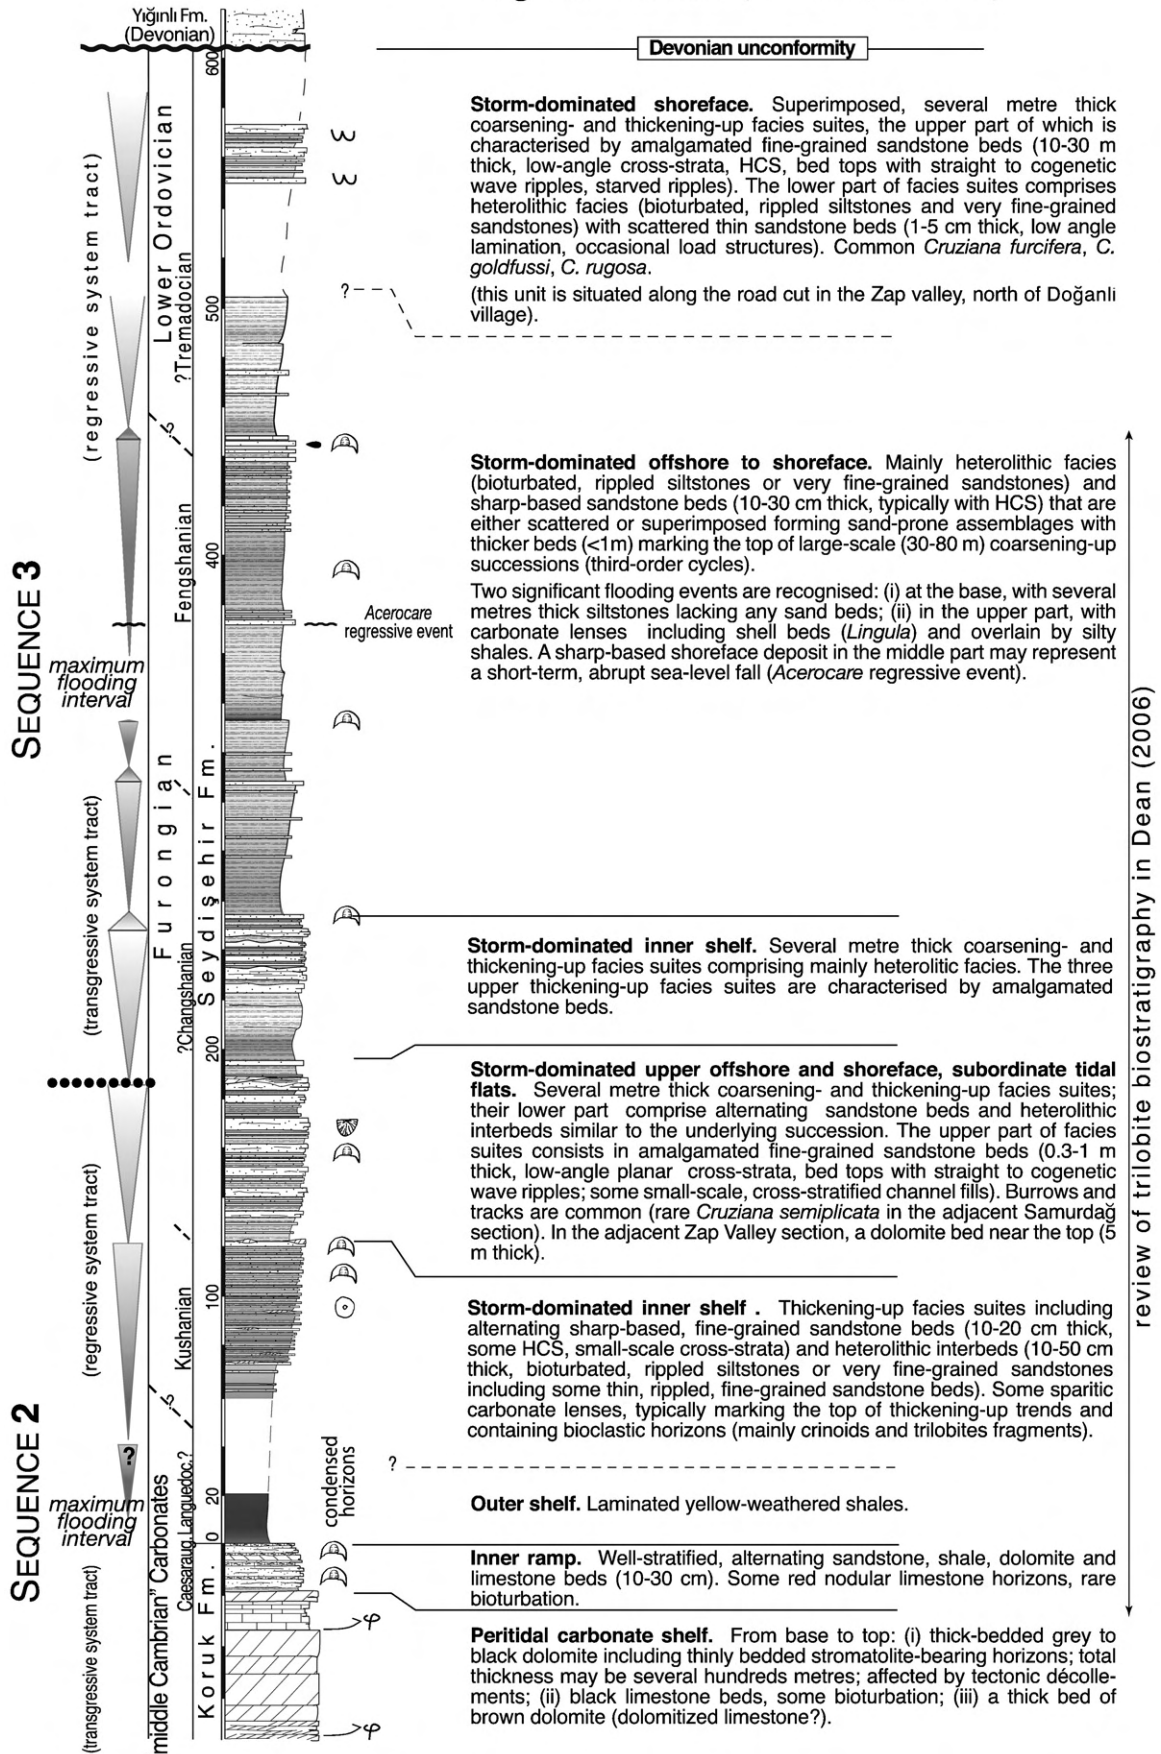 Yığınlı Fm.
(Devonian)
Devonian unconformity
600
500
400
200
100
20
0
SEQUENCE 3
SEQUENCE 2
(regressive system tract)
maximum
flooding
interval
(transgressive system tract)
(regressive system tract)
?
maximum
flooding
interval
(transgressive system tract)
Lower Ordovician
?Tremadocian
?
Fengshanian
Furongian
?Changshanian
Kushanian
?
Caesaraug. Languedoc.?
middle Cambrian" Carbonates
Seydişehir Fm.
Koruk Fm.
Acerocare
regressive event
condensed
horizons
?
?
Storm-dominated shoreface. Superimposed, several metre thick
coarsening- and thickening-up facies suites, the upper part of which is
characterised by amalgamated fine-grained sandstone beds (10-30 m
thick, low-angle cross-strata, HCS, bed tops with straight to cogenetic
wave ripples, starved ripples). The lower part of facies suites comprises
heterolithic facies (bioturbated, rippled siltstones and very fine-grained
sandstones) with scattered thin sandstone beds (1-5 cm thick, low angle
lamination, occasional load structures). Common Cruziana furcifera, C.
goldfussi, C. rugosa.
(this unit is situated along the road cut in the Zap valley, north of Doğanlı
village).
Storm-dominated offshore to shoreface. Mainly heterolithic facies
(bioturbated, rippled siltstones or very fine-grained sandstones) and
sharp-based sandstone beds (10-30 cm thick, typically with HCS) that are
either scattered or superimposed forming sand-prone assemblages with
thicker beds (<1m) marking the top of large-scale (30-80 m) coarsening-up
successions (third-order cycles).
Two significant flooding events are recognised: (i) at the base, with several
metres thick siltstones lacking any sand beds; (ii) in the upper part, with
carbonate lenses including shell beds (Lingula) and overlain by silty
shales. A sharp-based shoreface deposit in the middle part may represent
a short-term, abrupt sea-level fall (Acerocare regressive event).
Storm-dominated inner shelf. Several metre thick coarsening- and
thickening-up facies suites comprising mainly heterolitic facies. The three
upper thickening-up facies suites are characterised by amalgamated
sandstone beds.
Storm-dominated upper offshore and shoreface, subordinate tidal
flats. Several metre thick coarsening- and thickening-up facies suites;
their lower part comprise alternating sandstone beds and heterolithic
interbeds similar to the underlying succession. The upper part of facies
suites consists in amalgamated fine-grained sandstone beds (0.3-1 m
thick, low-angle planar cross-strata, bed tops with straight to cogenetic
wave ripples; some small-scale, cross-stratified channel fills). Burrows and
tracks are common (rare Cruziana semiplicata in the adjacent Samurdağ
section). In the adjacent Zap Valley section, a dolomite bed near the top (5
m thick).
Storm-dominated inner shelf . Thickening-up facies suites including
alternating sharp-based, fine-grained sandstone beds (10-20 cm thick,
some HCS, small-scale cross-strata) and heterolithic interbeds (10-50 cm
thick, bioturbated, rippled siltstones or very fine-grained sandstones
including some thin, rippled, fine-grained sandstone beds). Some sparitic
carbonate lenses, typically marking the top of thickening-up trends and
containing bioclastic horizons (mainly crinoids and trilobites fragments).
Outer shelf. Laminated yellow-weathered shales.
Inner ramp. Well-stratified, alternating sandstone, shale, dolomite and
limestone beds (10-30 cm). Some red nodular limestone horizons, rare
bioturbation.
Peritidal carbonate shelf. From base to top: (i) thick-bedded grey to
black dolomite including thinly bedded stromatolite-bearing horizons; total
thickness may be several hundreds metres; affected by tectonic décolle-
ments; (ii) black limestone beds, some bioturbation; (iii) a thick bed of
brown dolomite (dolomitized limestone?).
review of trilobite biostratigraphy in Dean (2006)